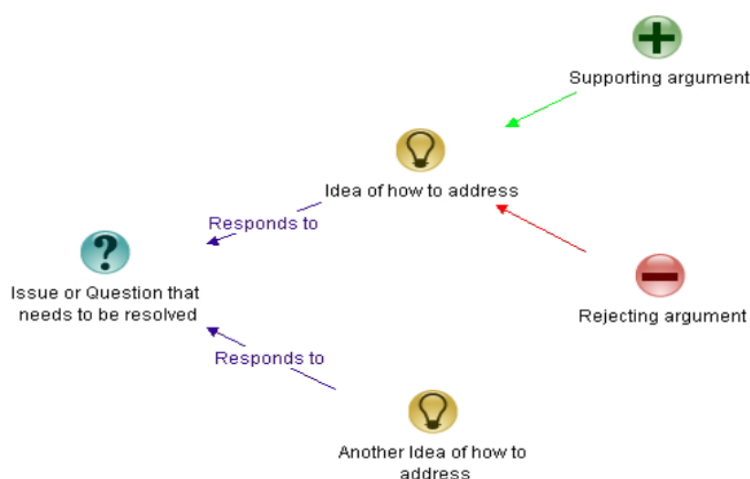 Supporting argument
Idea of how to address
Responds to
Issue or Question that
needs to be resolved
Rejecting argument
Responds to
Another Idea of how to
address